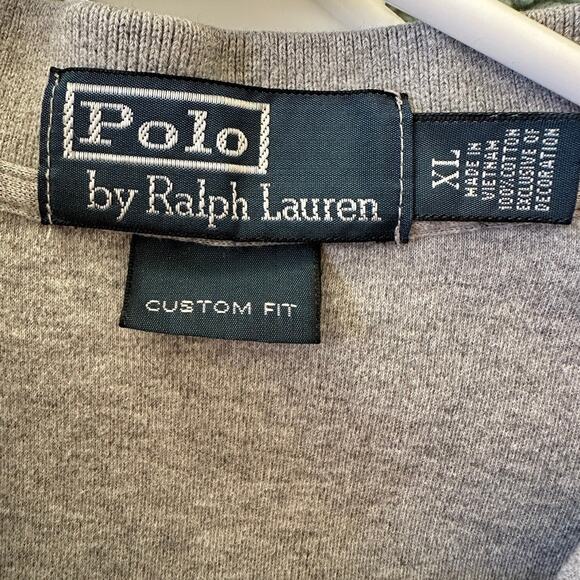 Polo
by Ralph Lauren
CUSTOM FIT
XL
MADE IN
VIETNAM
100% COTTON
EXCLUSIVE OF
DECORATION